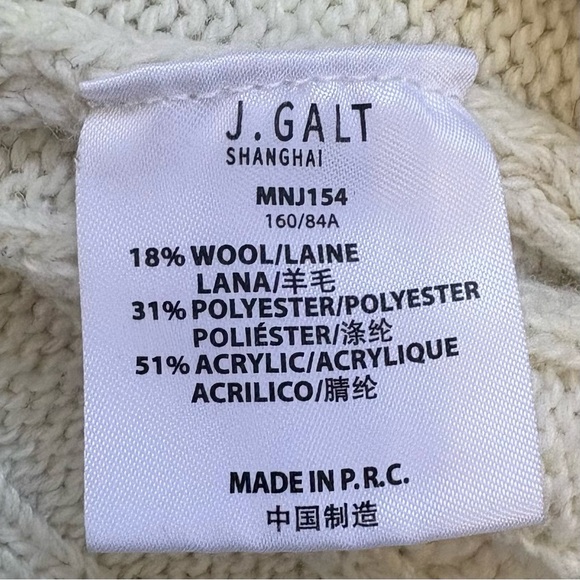 J.GALT
SHANGHAI
MNJ154
160/84A
18% WOOL/LAINE
LANA/羊毛
31% POLYESTER/POLYESTER
POLIÉSTER/涤纶
51% ACRYLIC/ACRYLIQUE
ACRILICO/腈纶
MADE IN P.R.C.
中国制造